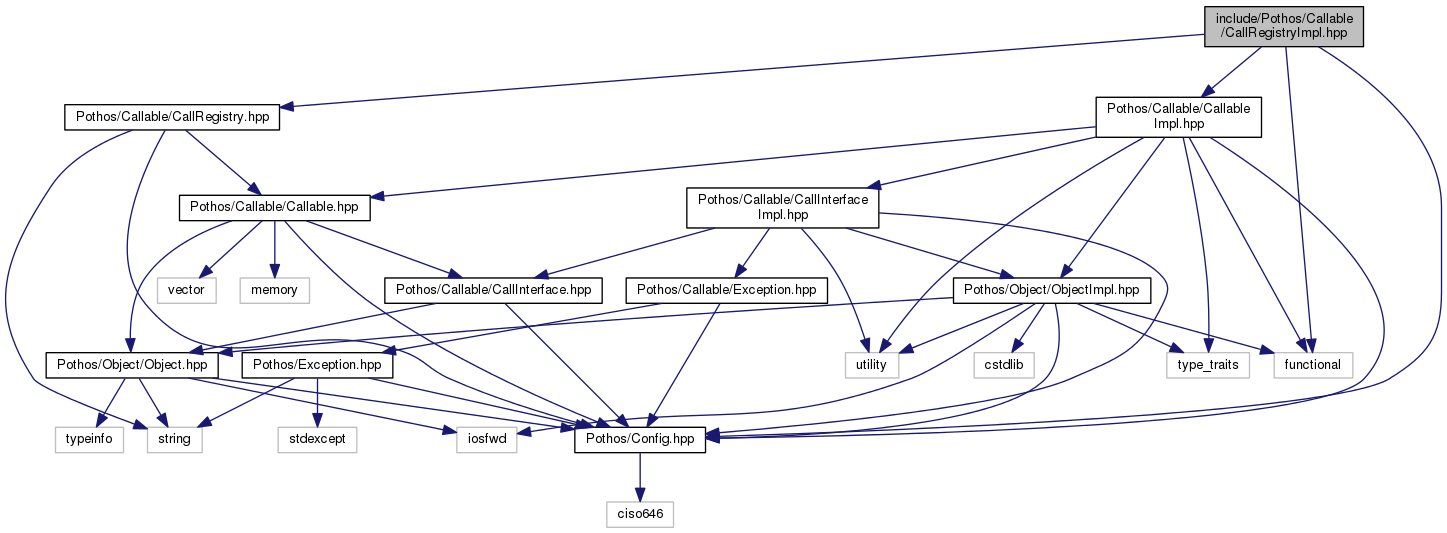 include/Pothos/Callable
/CallRegistryImpl.hpp
Pothos/Callable/CallRegistry.hpp
Pothos/Callable/Callable
Impl.hpp
Pothos/Callable/Callable.hpp
Pothos/Callable/CallInterface
Impl.hpp
vector
memory
Pothos/Callable/CallInterface.hpp
Pothos/Callable/Exception.hpp
Pothos/Object/ObjectImpl.hpp
Pothos/Object/Object.hpp
Pothos/Exception.hpp
utility
cstdlib
type_traits
functional
typeinfo
string
stdexcept
iosfwd
Pothos/Config.hpp
ciso646